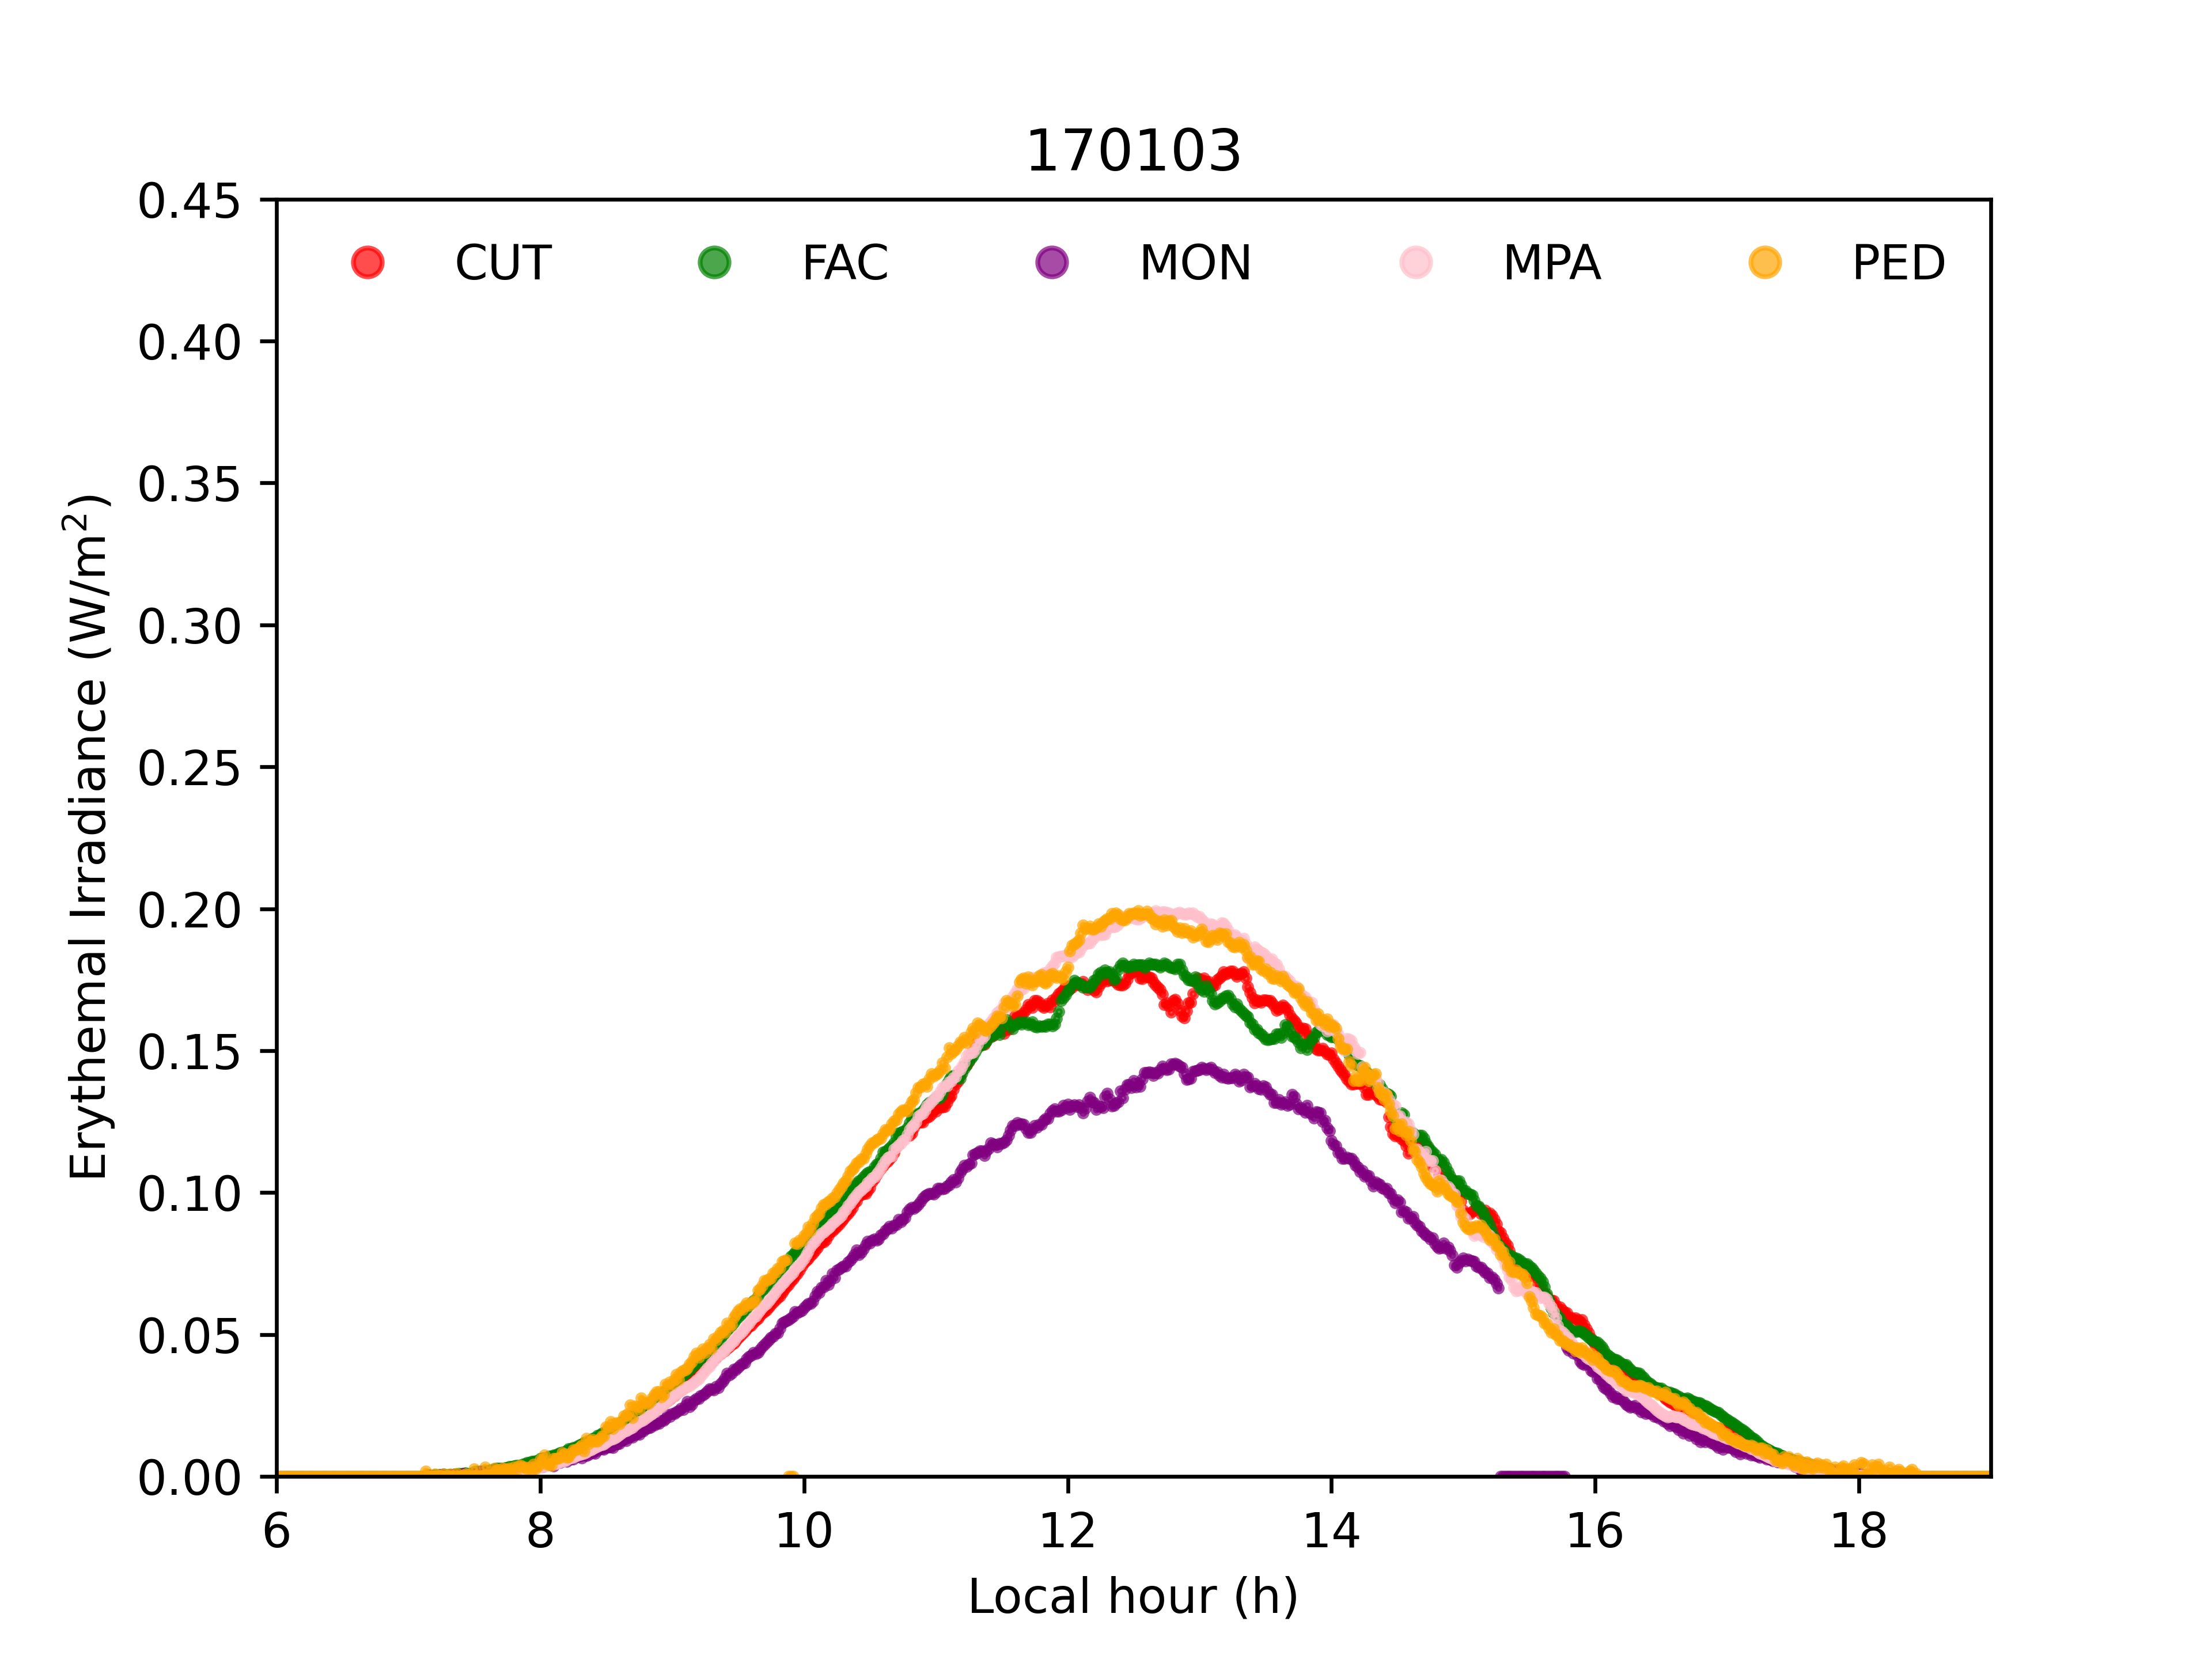 170103
CUT FAC MON MPA PED
0.45
0.40
0.35
0.30
0.25
0.20
0.15
0.10
0.05
0.00
Erythemal Irradiance (W/m²)
6 8 10 12 14 16 18
Local hour (h)